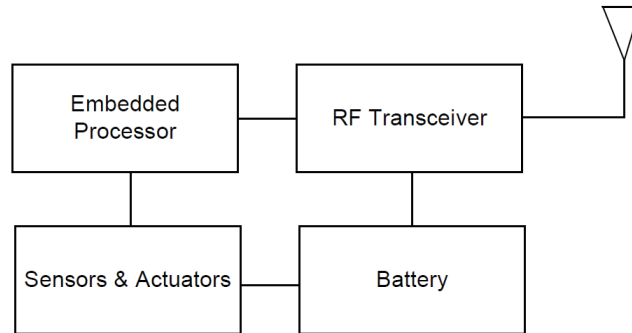 Embedded
Processor
RF Transceiver
Sensors & Actuators
Battery